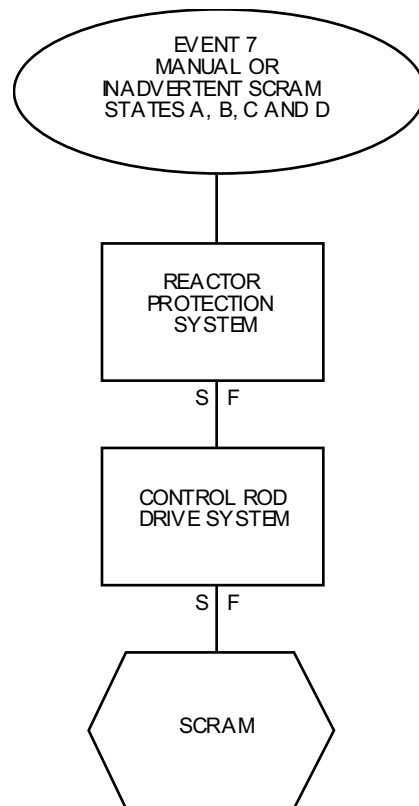 EVENT 7
MANUAL OR
INADVERTENT SCRAM
STATES A, B, C AND D
REACTOR
PROTECTION
SYSTEM
S F
CONTROL ROD
DRIVE SYSTEM
S F
SCRAM